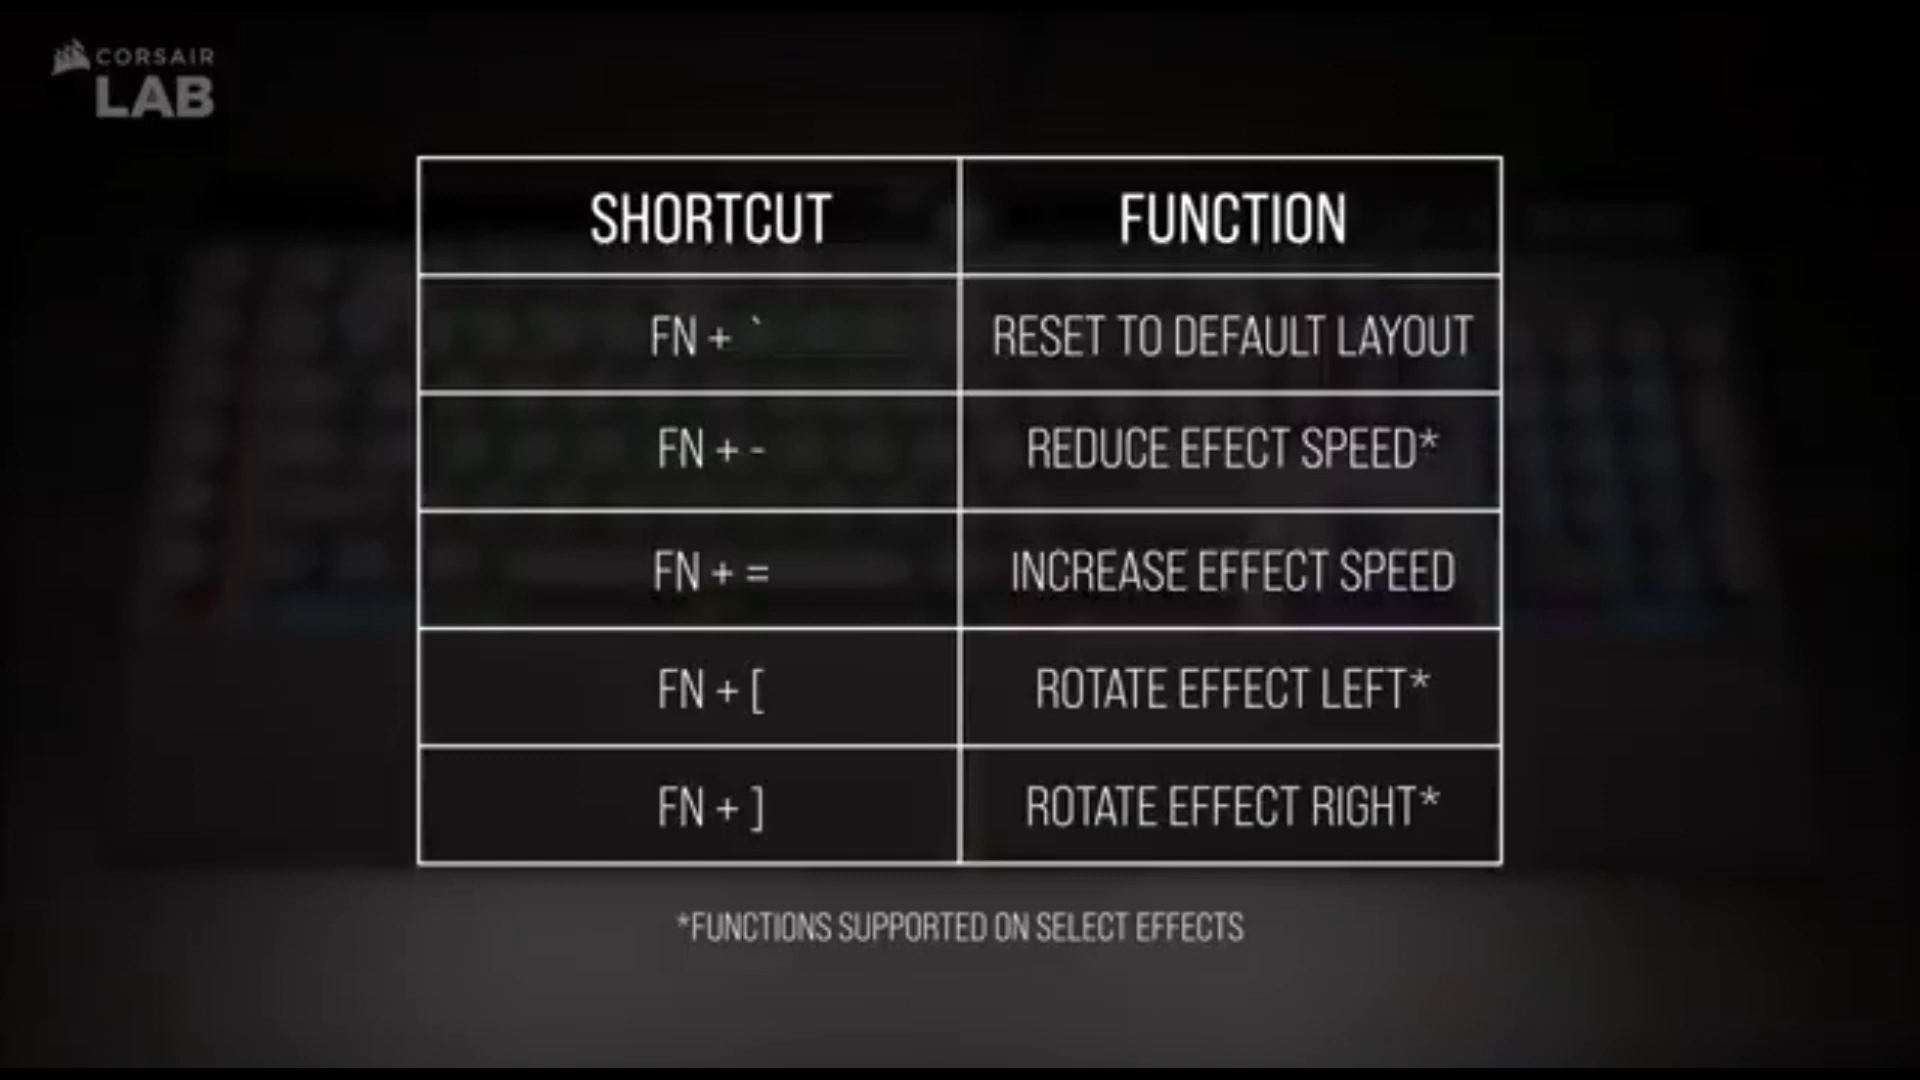 CORSAIR
LAB
SHORTCUT FUNCTION
FN + ` RESET TO DEFAULT LAYOUT
FN + - REDUCE EFECT SPEED*
FN + = INCREASE EFFECT SPEED
FN + [ ROTATE EFFECT LEFT*
FN + ] ROTATE EFFECT RIGHT*
*FUNCTIONS SUPPORTED ON SELECT EFFECTS